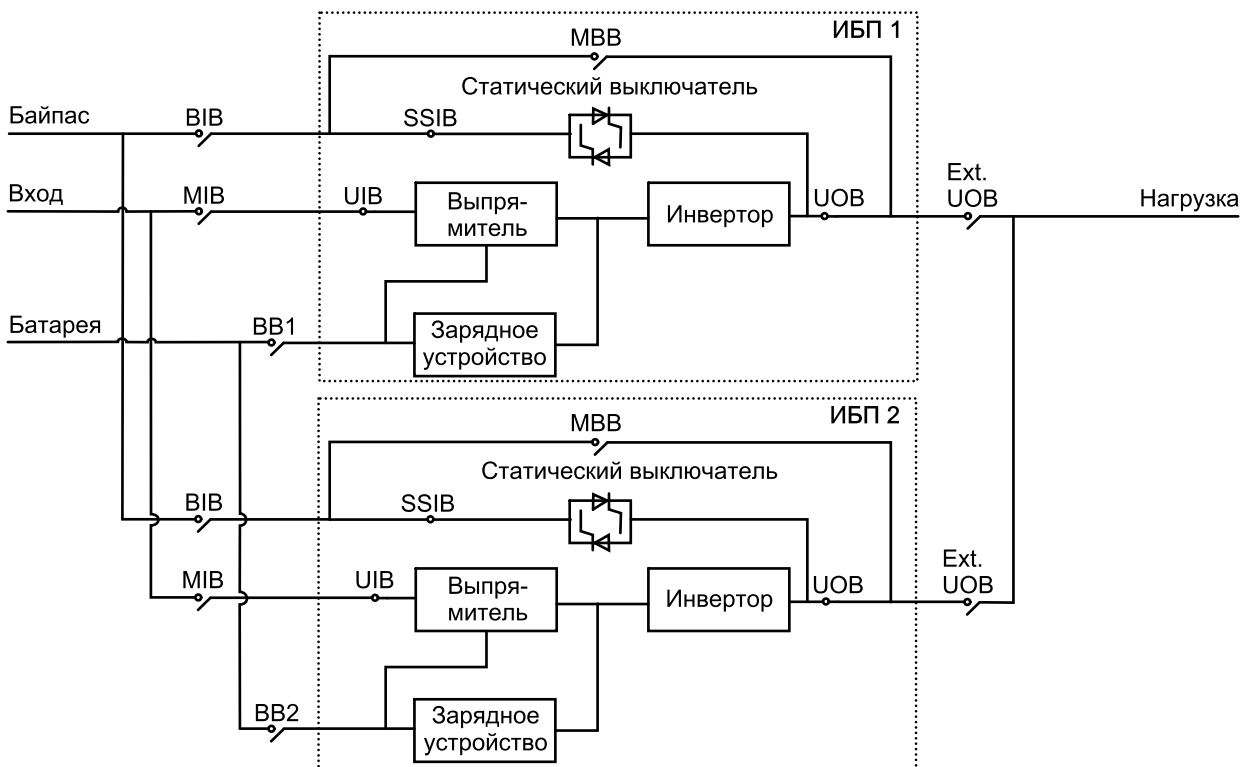 ИБП 1
MBB
Статический выключатель
Байпас
BIB
SSIB
Вход
MIB
UIB
Выпря-
митель
Инвертор
UOB
Ext.
UOB
Нагрузка
Батарея
BB1
Зарядное
устройство
ИБП 2
MBB
Статический выключатель
BIB
SSIB
MIB
UIB
Выпря-
митель
Инвертор
UOB
Ext.
UOB
BB2
Зарядное
устройство